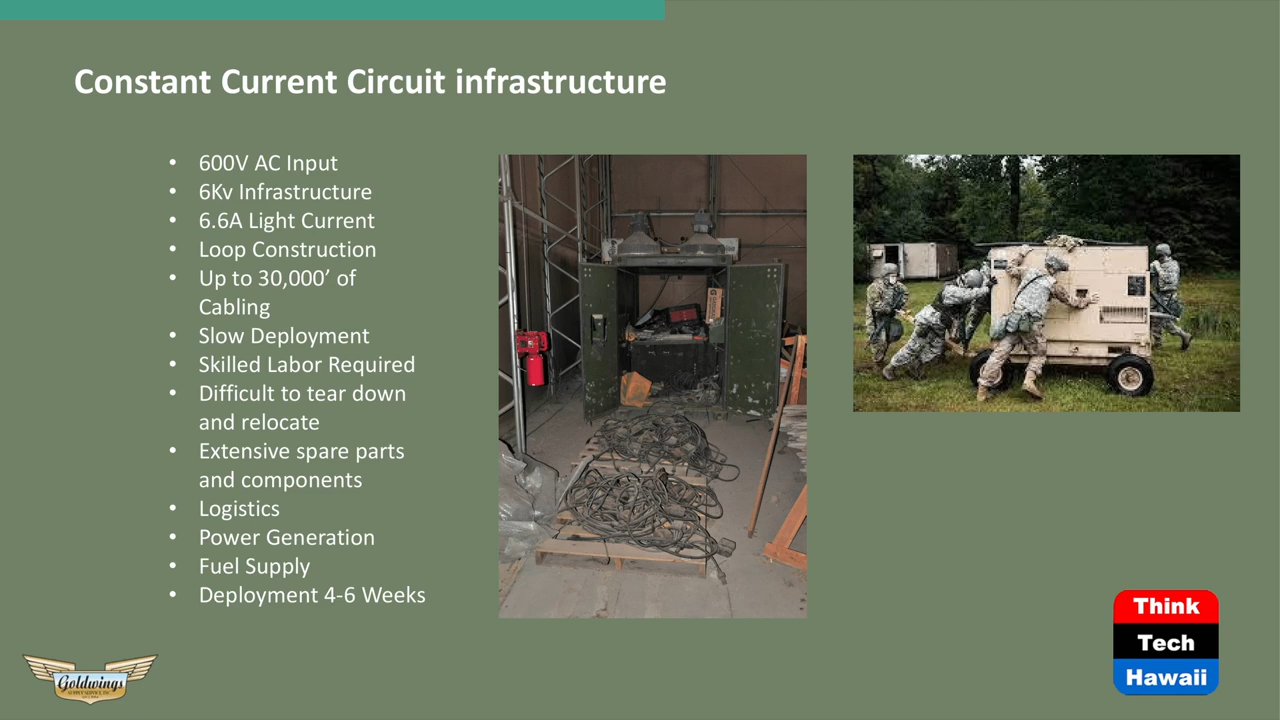 Constant Current Circuit infrastructure
• 600V AC Input
• 6Kv Infrastructure
• 6.6A Light Current
• Loop Construction
• Up to 30,000’ of
Cabling
• Slow Deployment
• Skilled Labor Required
• Difficult to tear down
and relocate
• Extensive spare parts
and components
• Logistics
• Power Generation
• Fuel Supply
• Deployment 4-6 Weeks
Goldwings
Think
Tech
Hawaii